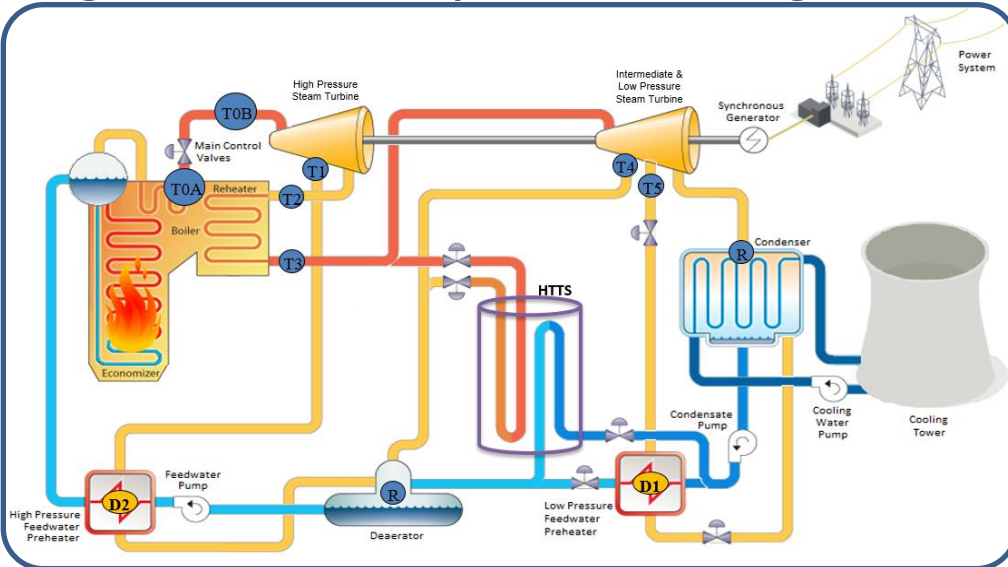 Power
System
High Pressure
Steam Turbine
Intermediate &
Low Pressure
Steam Turbine
Synchronous
Generator
T0B
Main Control
Valves
T0A
Reheater
T1
T2
T4
T5
Boiler
R
Condenser
T3
HTTS
Economizer
Condensate
Pump
Cooling
Water
Pump
Cooling
Tower
Feedwater
Pump
D2
R
D1
High Pressure
Feedwater
Preheater
Low Pressure
Feedwater
Preheater
Deaerator